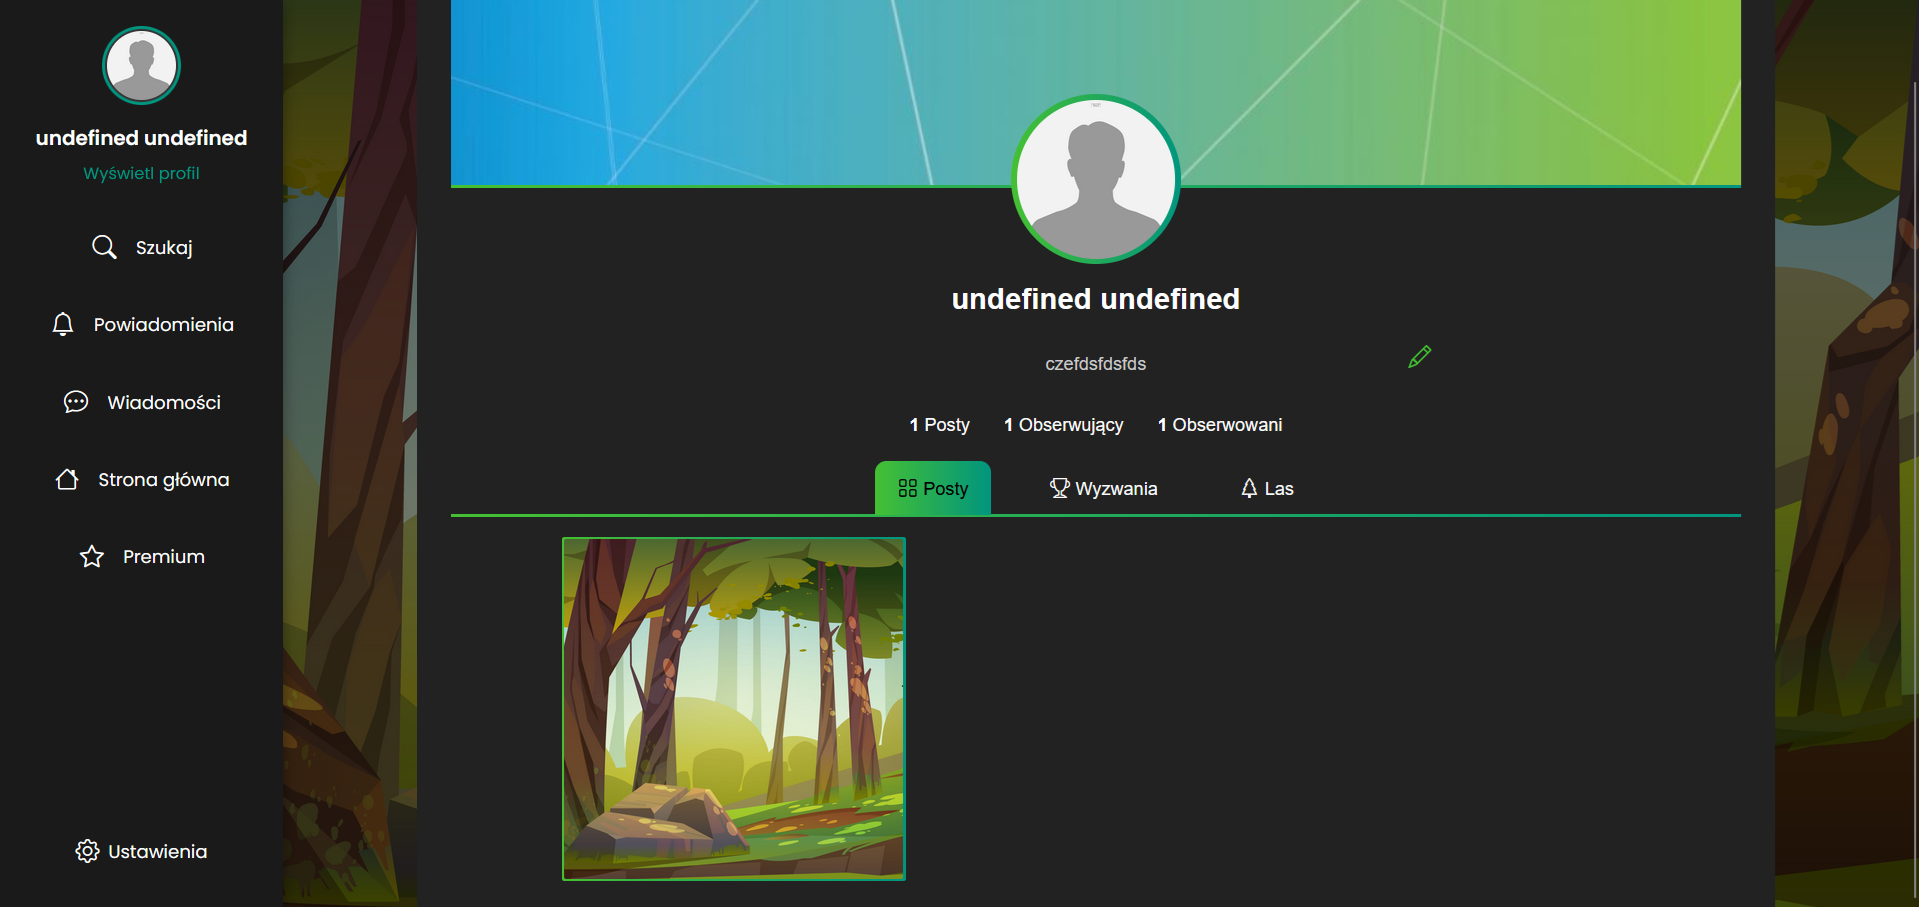 undefined undefined
Wyświetl profil
Szukaj
Powiadomienia
Wiadomości
Strona główna
Premium
Ustawienia
undefined undefined
czefdsfdsfds
1 Posty 1 Obserwujący 1 Obserwowani
Posty Wyzwania Las